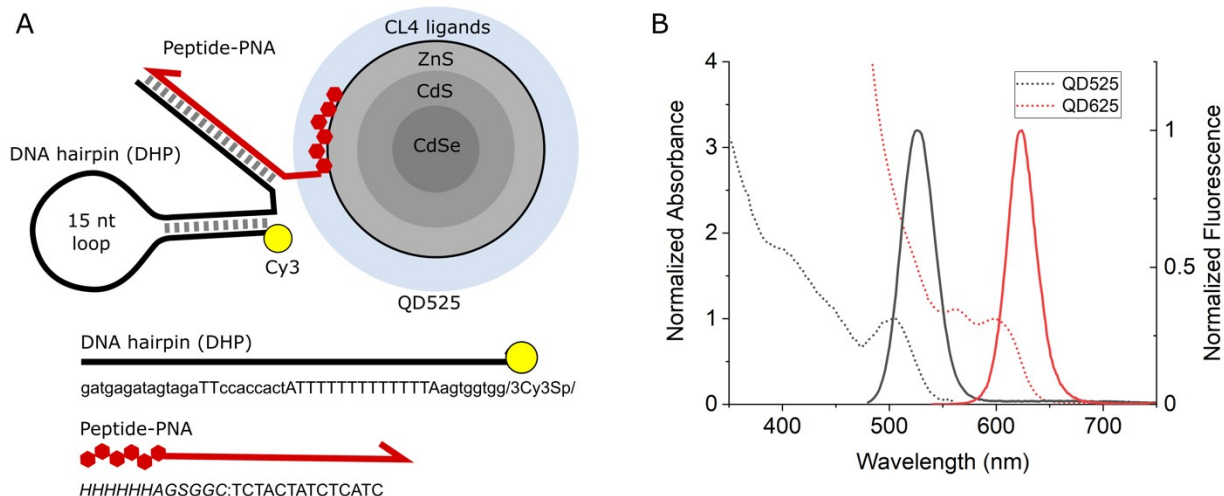 A
Peptide-PNA
CL4 ligands
ZnS
CdS
CdSe
DNA hairpin (DHP)
15 nt
loop
Cy3
QD525
DNA hairpin (DHP)
gatgagatagtagaTTccaccactATTTTTTTTTTTTTAagtggtgg/3Cy3Sp/
Peptide-PNA
HHHHHHAGSGGC:TCTACTATCTCATC
B
4
3
2
1
0
Normalized Absorbance
QD525
QD625
1
0.5
0
Normalized Fluorescence
400 500 600 700
Wavelength (nm)